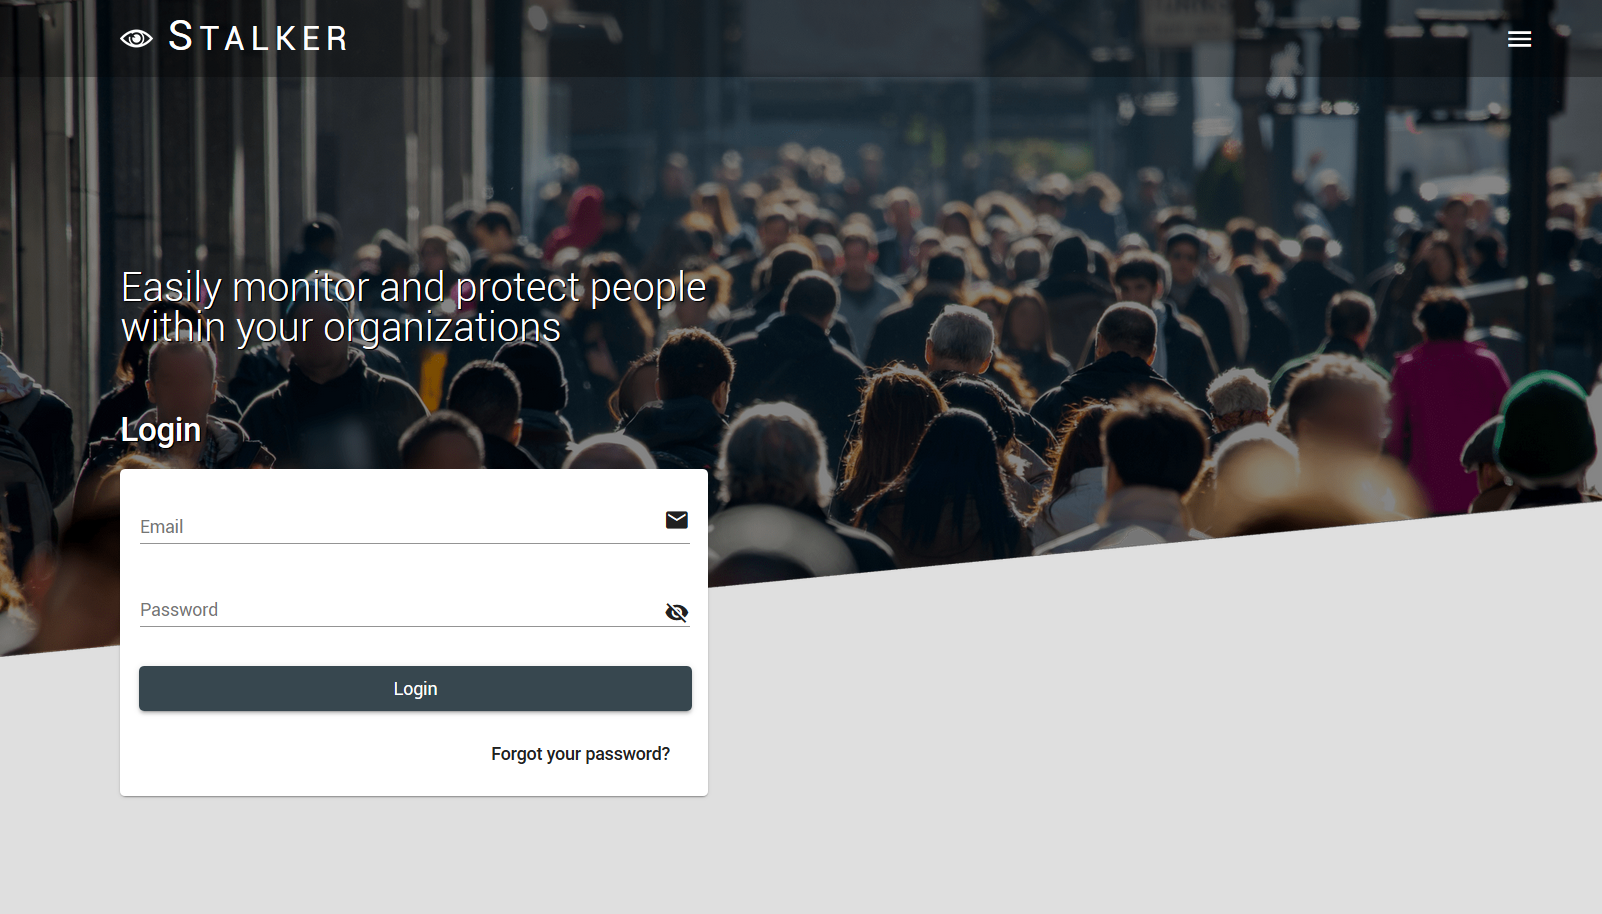 STALKER
Easily monitor and protect people
within your organizations
Login
Email
Password
Login
Forgot your password?